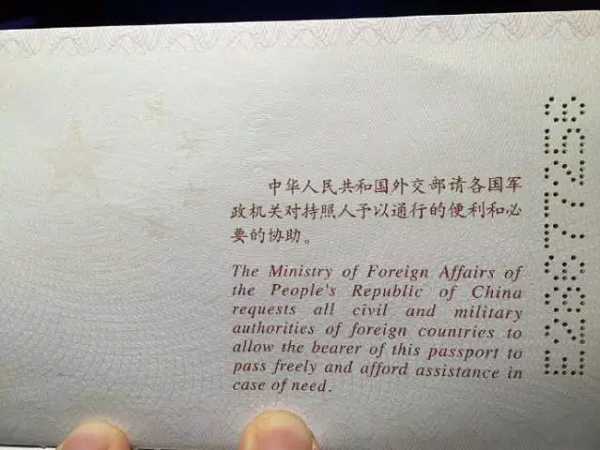 中华人民共和国外交部请各国军
政机关对持照人予以通行的便利和必
要的协助。
The Ministry of Foreign Affairs of
the People's Republic of China
requests all civil and military
authorities of foreign countries to
allow the bearer of this passport to
pass freely and afford assistance in
case of need.